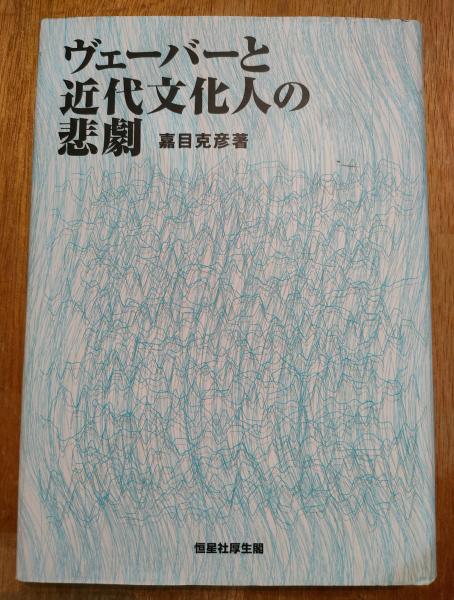 ヴェーバーと
近代文化人の
悲劇 嘉目克彦著
恒星社厚生閣